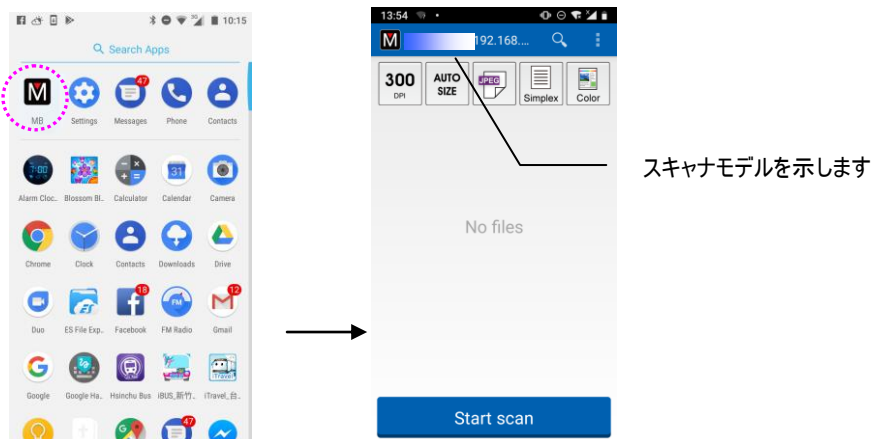 10:15
Search Apps
47
MB Settings Messages Phone Contacts
7:00 31
Alarm Cloc.. Blossom Bl.. Calculator Calendar Camera
Chrome Clock Contacts Downloads Drive
18 FM 12
Duo ES File Exp.. Facebook FM Radio Gmail
iTravel
Google Google Ha.. Hsinchu Bus iBUS_新竹.. iTravel_台..
47
13:54
M 192.168....
300 DPI
AUTO SIZE
JPEG
Simplex
Color
No files
Start scan
スキャナモデルを示します